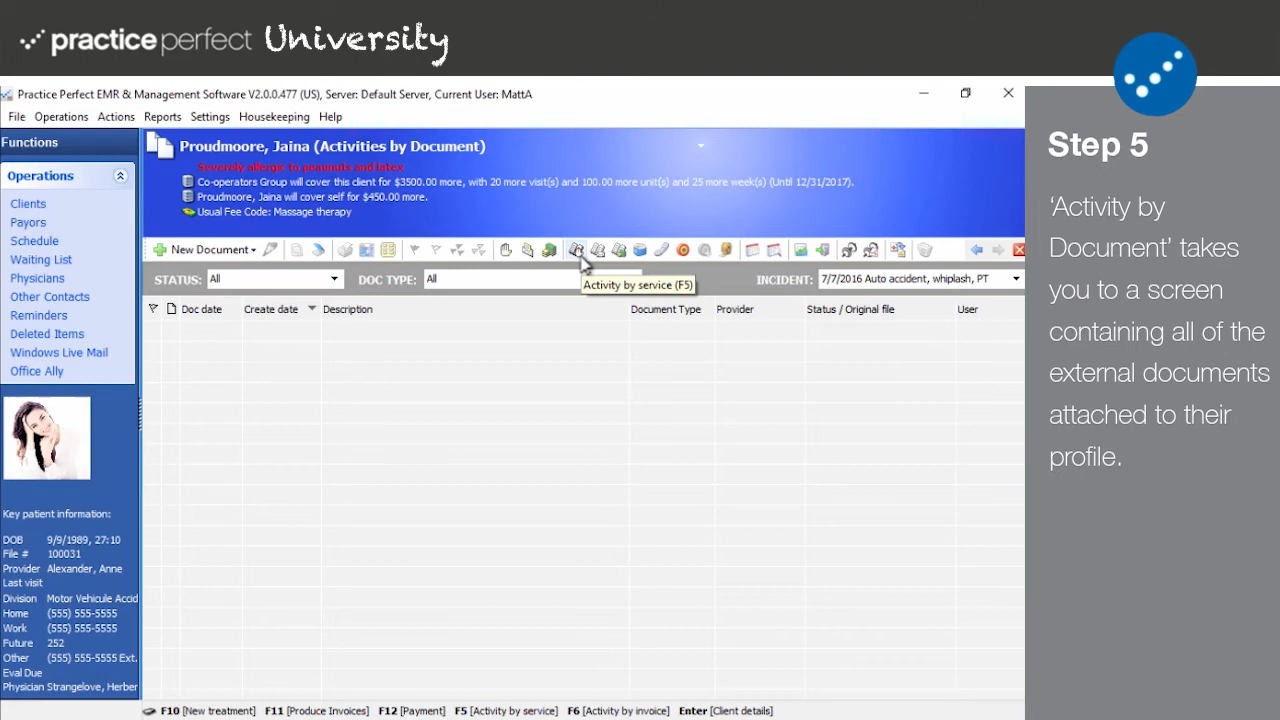 practiceperfect University
Practice Perfect EMR & Management Software V2.0.0.477 (US), Server: Default Server, Current User: MattA
File Operations Actions Reports Settings Housekeeping Help
Functions
Operations
Clients
Payors
Schedule
Waiting List
Physicians
Other Contacts
Reminders
Deleted Items
Windows Live Mail
Office Ally
Key patient information:
DOB 9/9/1989, 27:10
File # 100031
Provider Alexander, Anne
Last visit
Division Motor Vehicule Accid
Home (555) 555-5555
Work (555) 555-5555
Future 252
Other (555) 555-5555 Ext.
Eval Due
Physician Strangelove, Herber
Proudmoore, Jaina (Activities by Document)
Severely allergic to peanuts and latex
Co-operators Group will cover this client for $3500.00 more, with 20 more visit(s) and 100.00 more unit(s) and 25 more week(s) (Until 12/31/2017).
Proudmoore, Jaina will cover self for $450.00 more.
Usual Fee Code: Massage therapy
New Document
STATUS: All DOC TYPE: All INCIDENT: 7/7/2016 Auto accident, whiplash, PT
Activity by service (F5)
Doc date Create date Description Document Type Provider Status / Original file User
F10 [New treatment] F11 [Produce Invoices] F12 [Payment] F5 [Activity by service] F6 [Activity by invoice] Enter [Client details]
Step 5
‘Activity by
Document’ takes
you to a screen
containing all of the
external documents
attached to their
profile.